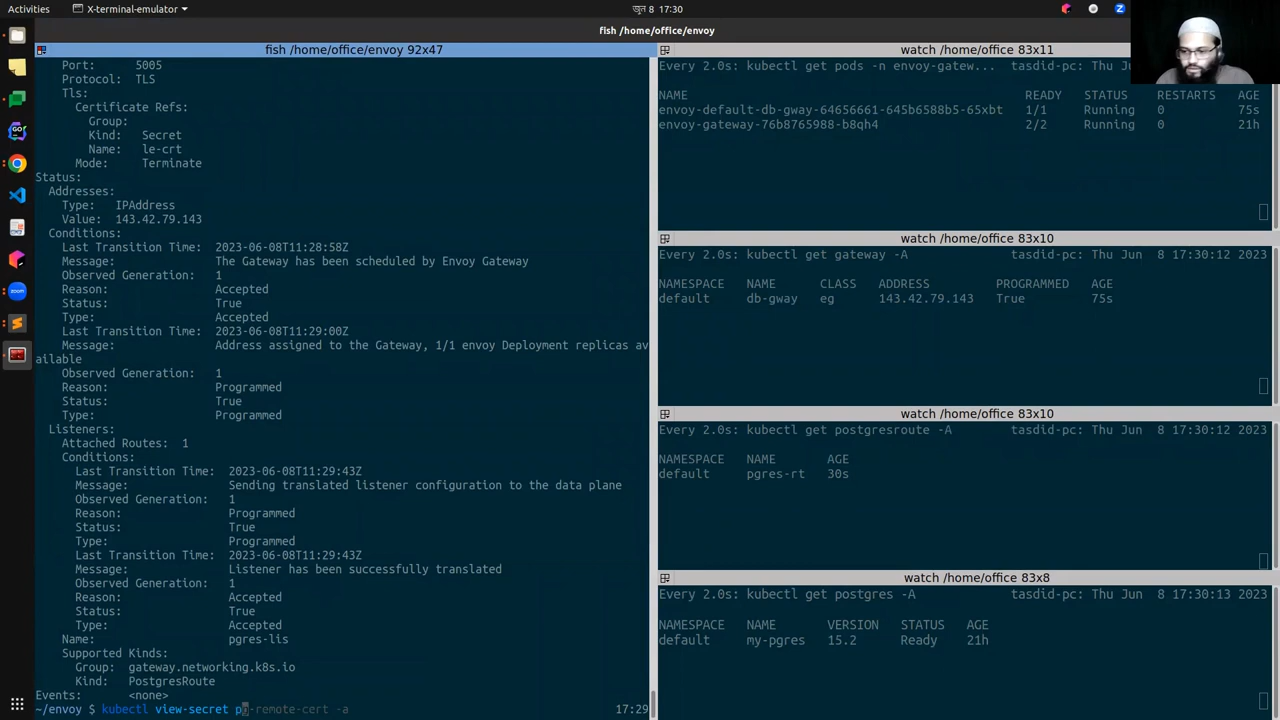 Activities
X-terminal-emulator
জুন 8 17:30
fish /home/office/envoy
fish /home/office/envoy 92x47
Port: 5005
Protocol: TLS
Tls:
Certificate Refs:
Group:
Kind: Secret
Name: le-crt
Mode: Terminate
Status:
Addresses:
Type: IPAddress
Value: 143.42.79.143
Conditions:
Last Transition Time: 2023-06-08T11:28:58Z
Message: The Gateway has been scheduled by Envoy Gateway
Observed Generation: 1
Reason: Accepted
Status: True
Type: Accepted
Last Transition Time: 2023-06-08T11:29:00Z
Message: Address assigned to the Gateway, 1/1 envoy Deployment replicas av
ailable
Observed Generation: 1
Reason: Programmed
Status: True
Type: Programmed
Listeners:
Attached Routes: 1
Conditions:
Last Transition Time: 2023-06-08T11:29:43Z
Message: Sending translated listener configuration to the data plane
Observed Generation: 1
Reason: Programmed
Status: True
Type: Programmed
Last Transition Time: 2023-06-08T11:29:43Z
Message: Listener has been successfully translated
Observed Generation: 1
Reason: Accepted
Status: True
Type: Accepted
Name: pgres-lis
Supported Kinds:
Group: gateway.networking.k8s.io
Kind: PostgresRoute
Events: <none>
~/envoy $ kubectl view-secret pg-remote-cert -a 17:29
watch /home/office 83x11
Every 2.0s: kubectl get pods -n envoy-gatew... tasdid-pc: Thu Jun
NAME READY STATUS RESTARTS AGE
envoy-default-db-gway-64656661-645b6588b5-65xbt 1/1 Running 0 75s
envoy-gateway-76b8765988-b8qh4 2/2 Running 0 21h
watch /home/office 83x10
Every 2.0s: kubectl get gateway -A tasdid-pc: Thu Jun 8 17:30:12 2023
NAMESPACE NAME CLASS ADDRESS PROGRAMMED AGE
default db-gway eg 143.42.79.143 True 75s
watch /home/office 83x10
Every 2.0s: kubectl get postgresroute -A tasdid-pc: Thu Jun 8 17:30:12 2023
NAMESPACE NAME AGE
default pgres-rt 30s
watch /home/office 83x8
Every 2.0s: kubectl get postgres -A tasdid-pc: Thu Jun 8 17:30:13 2023
NAMESPACE NAME VERSION STATUS AGE
default my-pgres 15.2 Ready 21h